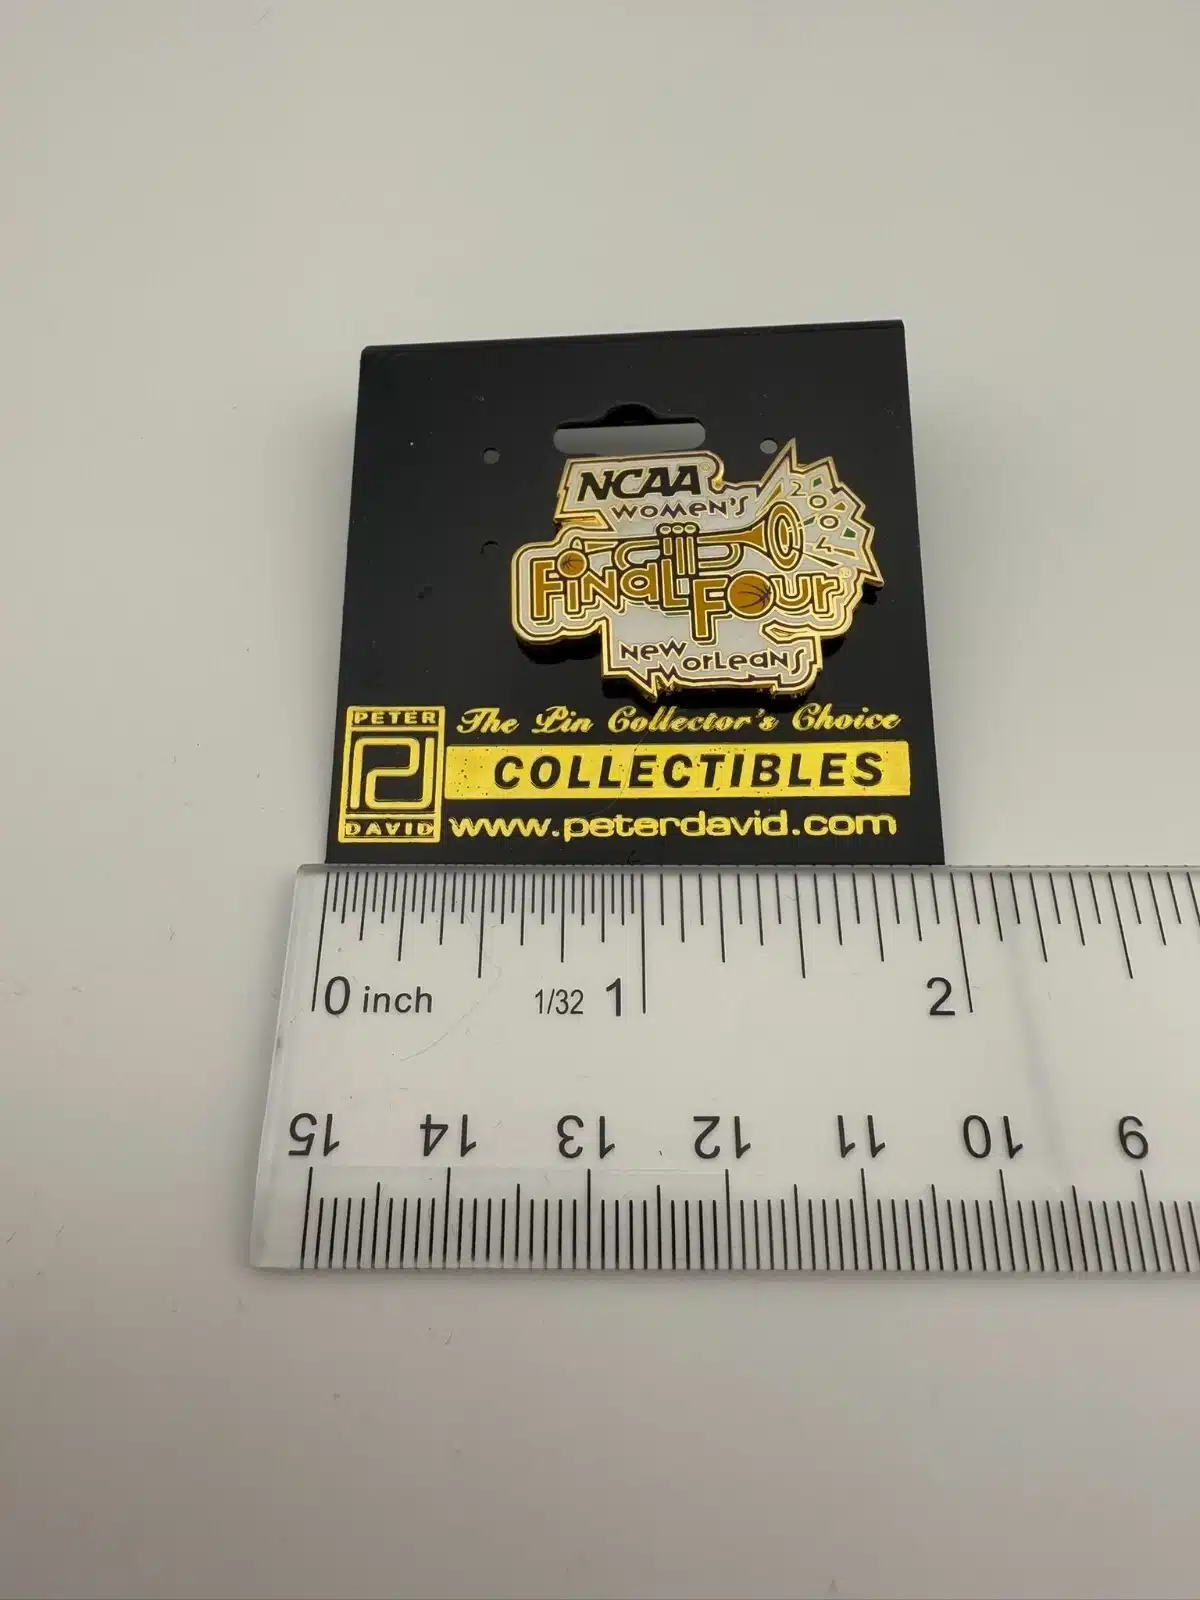 NCAA®
WOMEN'S
2004
FINAL FOUR®
NEW ORLEANS
PETER
DAVID
The Pin Collector's Choice
COLLECTIBLES
www.peterdavid.com
0 inch 1/32 1 2
15 14 13 12 11 10 9